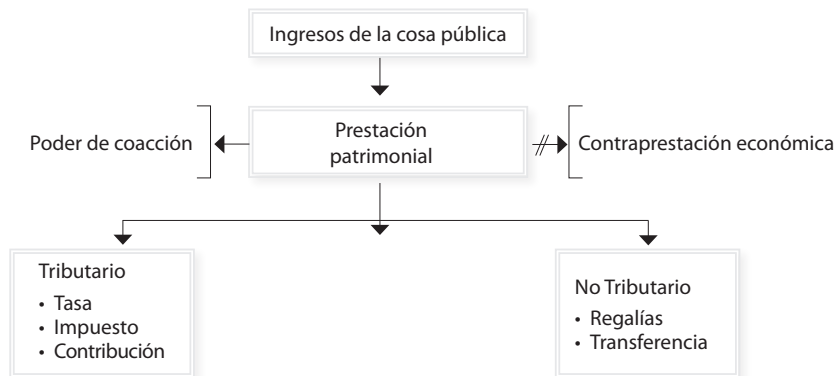 Ingresos de la cosa pública
Poder de coacción
Prestación
patrimonial
Contraprestación económica
Tributario
• Tasa
• Impuesto
• Contribución
No Tributario
• Regalías
• Transferencia